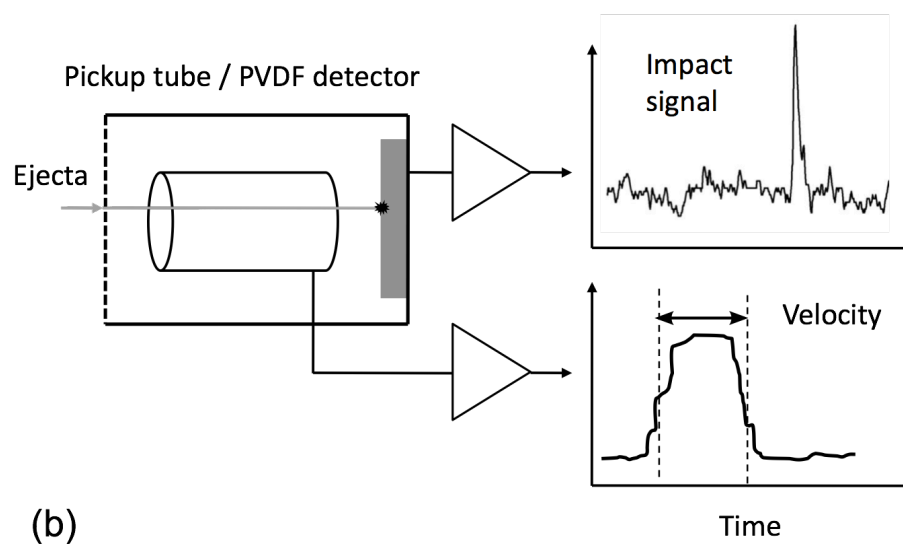 Pickup tube / PVDF detector
Ejecta
Impact
signal
Velocity
Time
(b)